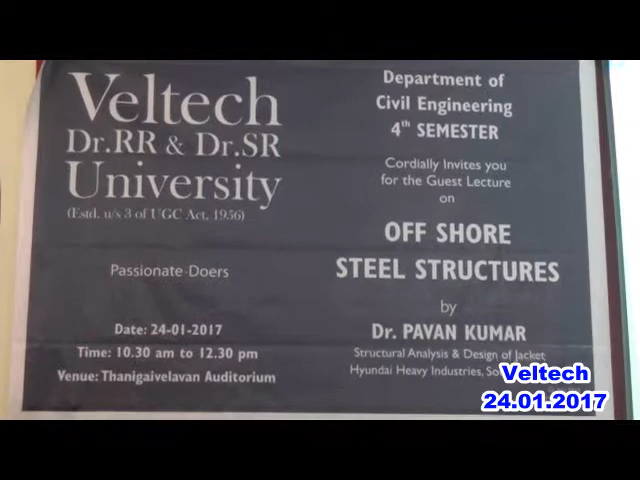 Veltech
Dr.RR & Dr.SR
University
(Estd. u/s 3 of UGC Act, 1956)
Passionate Doers
Date: 24-01-2017
Time: 10.30 am to 12.30 pm
Venue: Thanigaivelavan Auditorium
Department of
Civil Engineering
4th SEMESTER
Cordially Invites you
for the Guest Lecture
on
OFF SHORE
STEEL STRUCTURES
by
Dr. PAVAN KUMAR
Structural Analysis & Design of Jacket
Hyundai Heavy Industries,
Veltech
24.01.2017